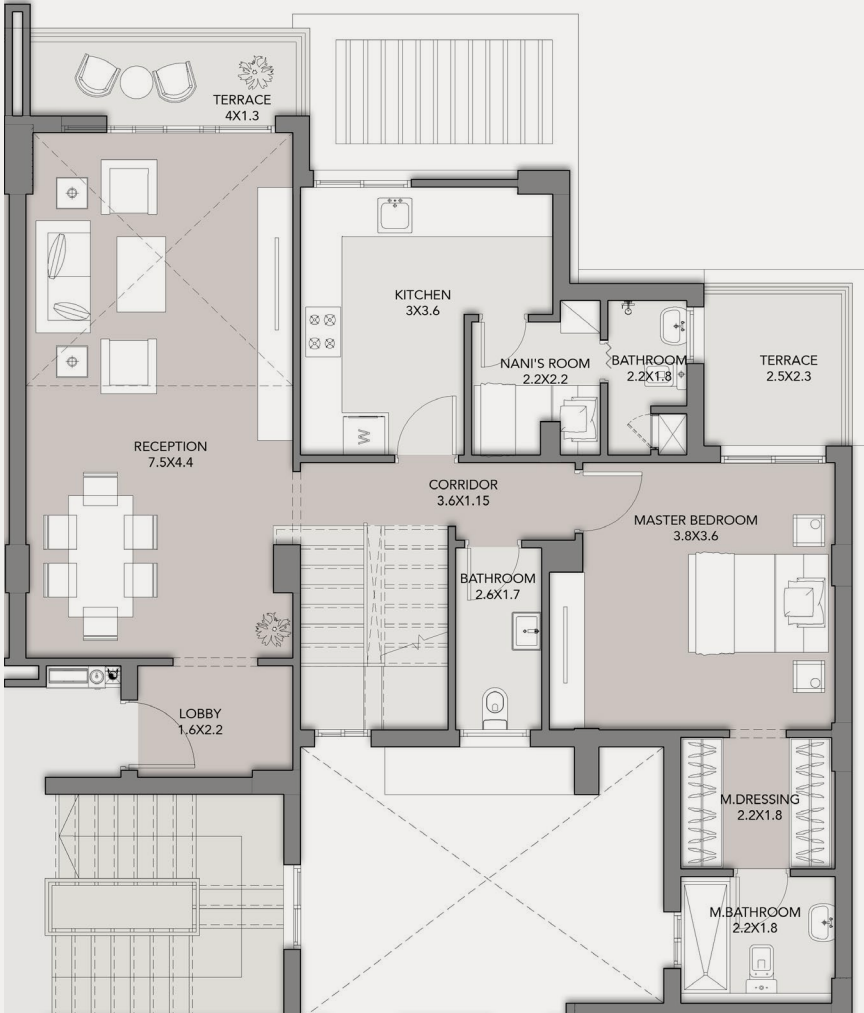 TERRACE
4X1.3
KITCHEN
3X3.6
NANI'S ROOM
2.2X2.2
BATHROOM
2.2X1.8
TERRACE
2.5X2.3
W
RECEPTION
7.5X4.4
CORRIDOR
3.6X1.15
MASTER BEDROOM
3.8X3.6
BATHROOM
2.6X1.7
LOBBY
1.6X2.2
M.DRESSING
2.2X1.8
M.BATHROOM
2.2X1.8